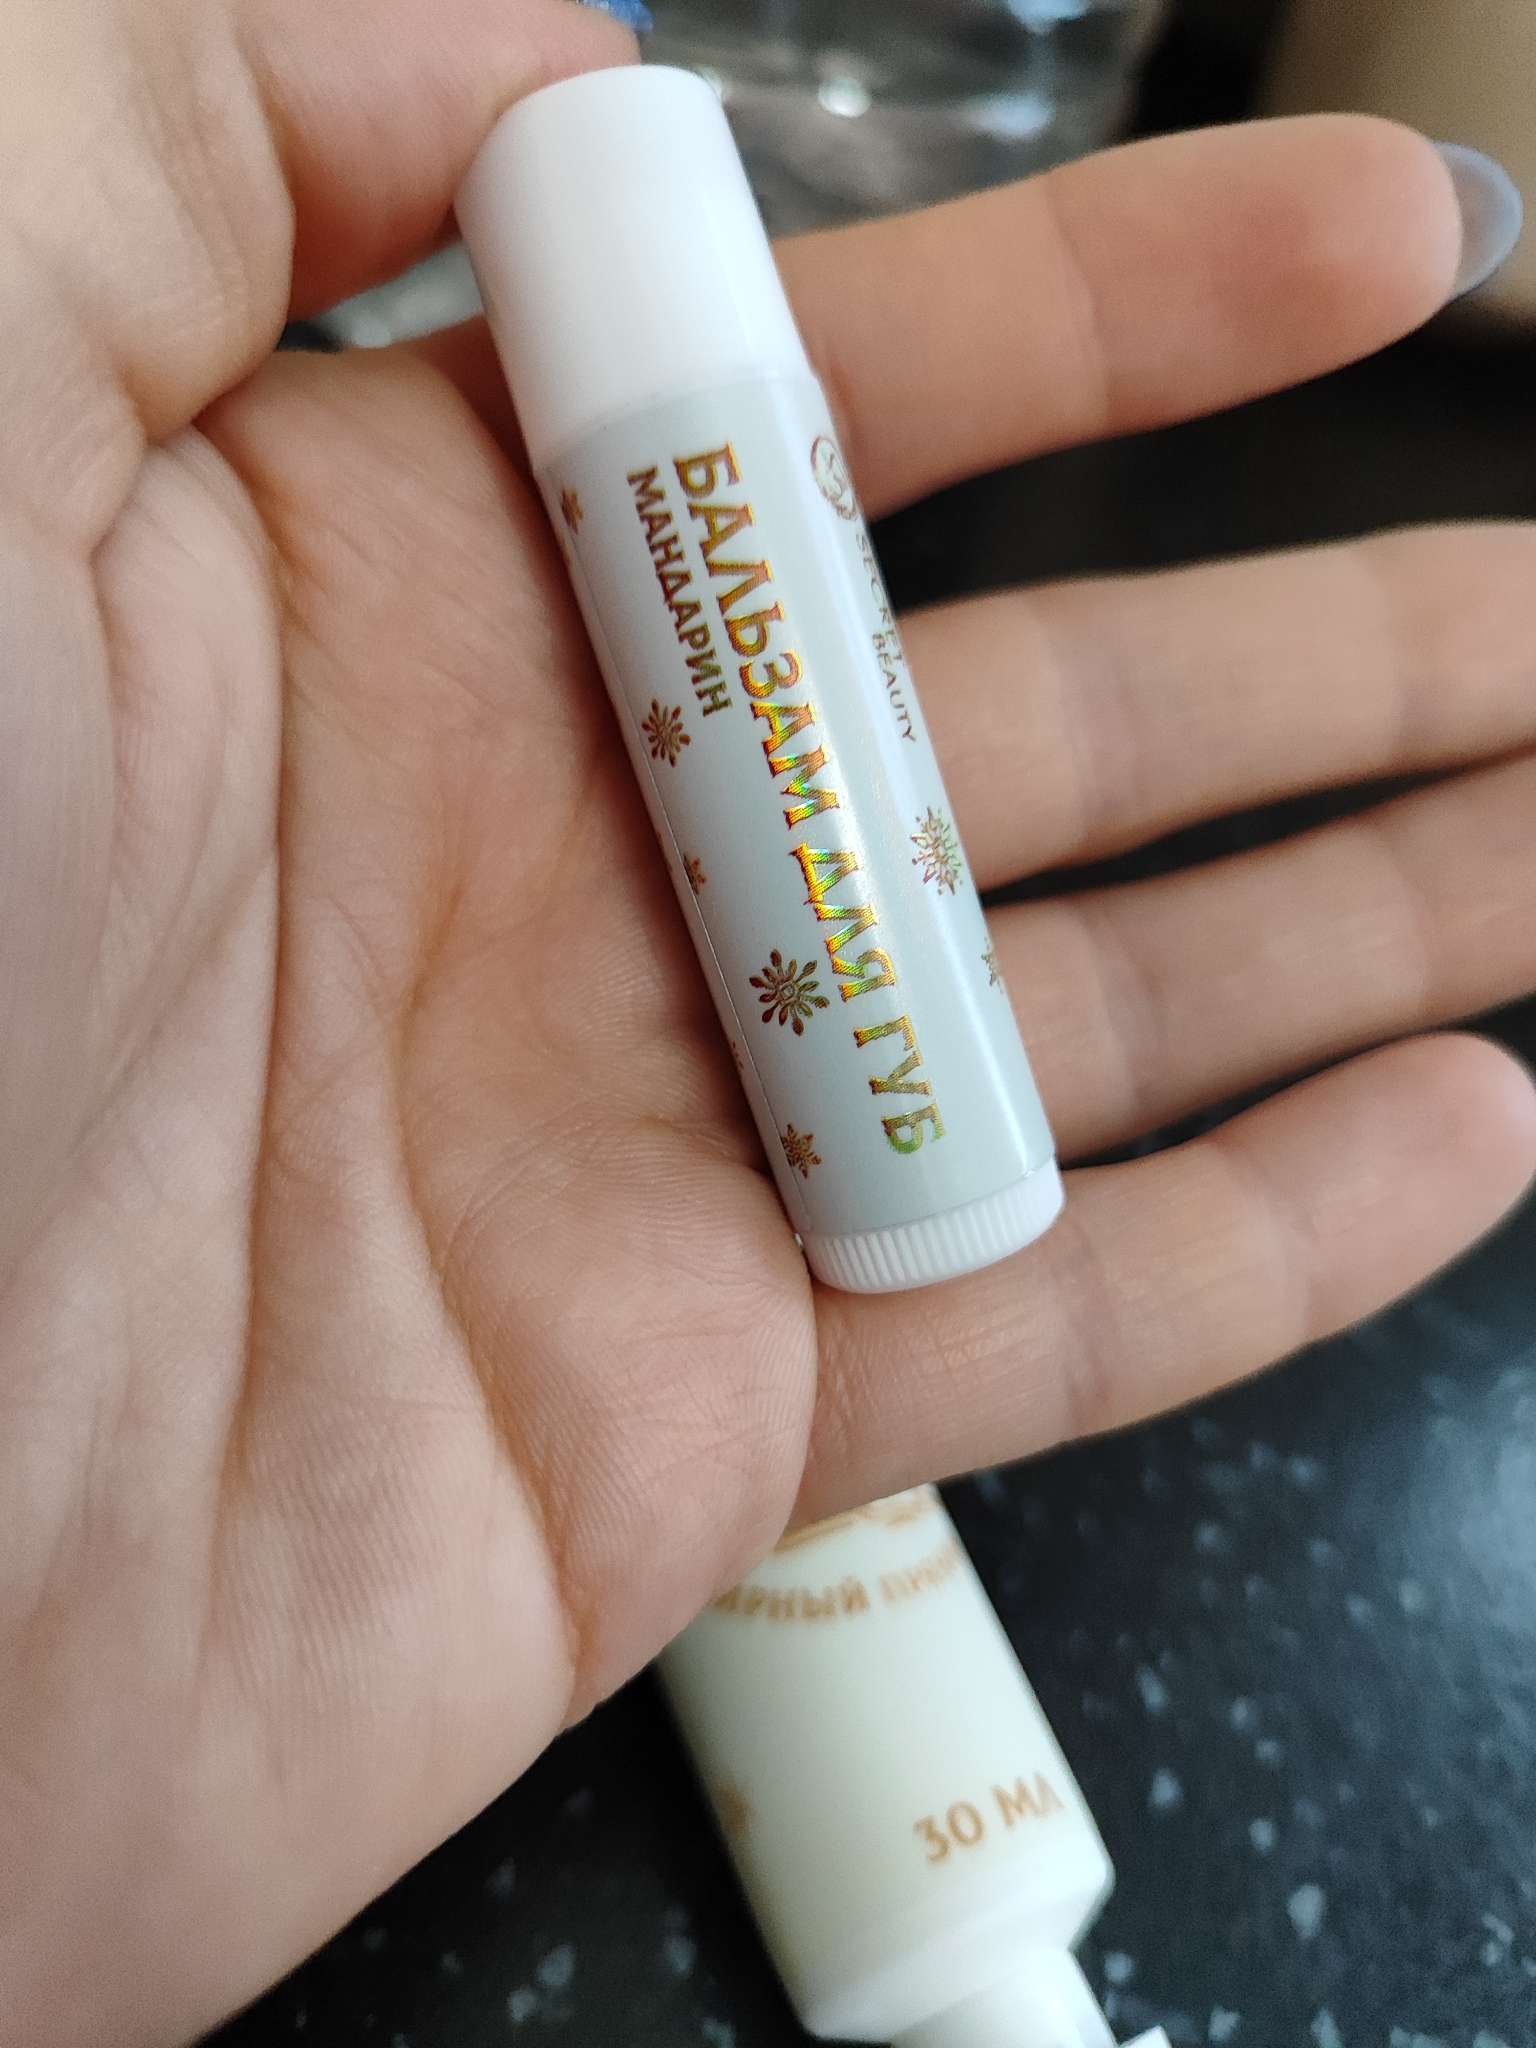 БАЛЬЗАМ ДЛЯ ГУБ
МАНДАРИН
SECRET
BEAUTY
30 МЛ